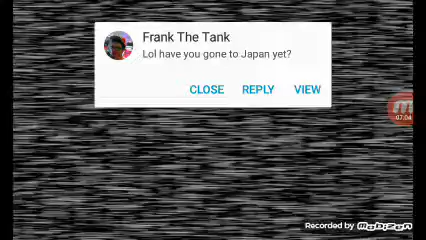 Frank The Tank
Lol have you gone to Japan yet?
CLOSE REPLY VIEW
07:04
Recorded by Mobizen